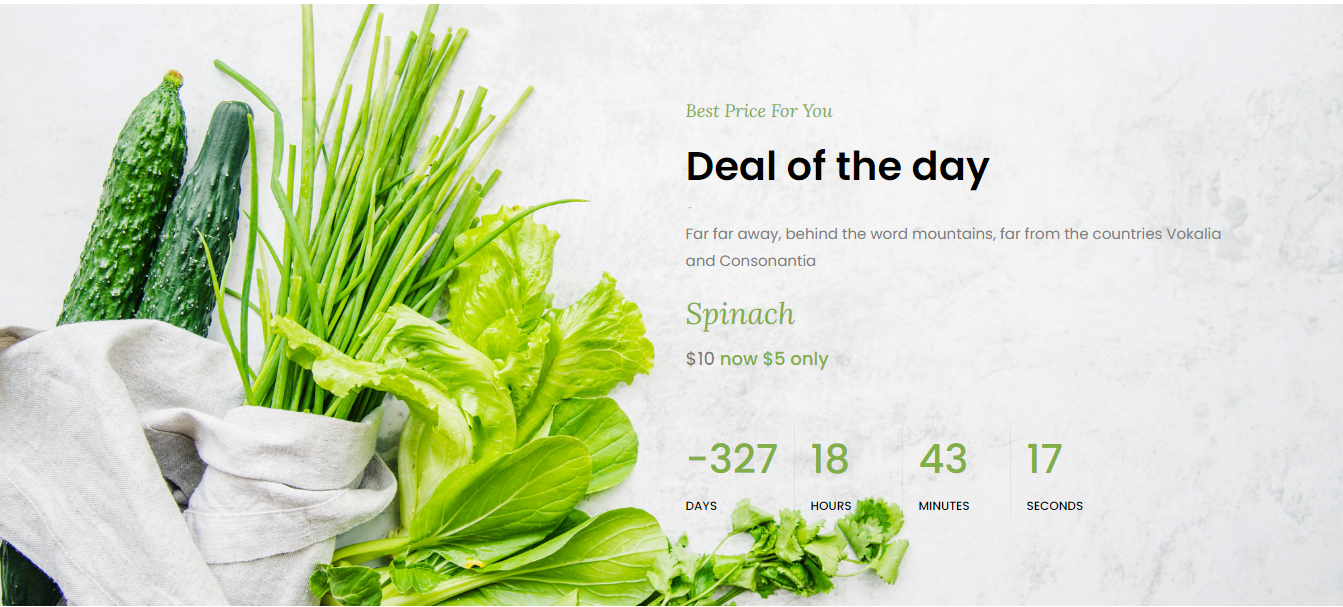 Best Price For You
Deal of the day
-
Far far away, behind the word mountains, far from the countries Vokalia
and Consonantia
Spinach
$10 now $5 only
-327 18 43 17
DAYS HOURS MINUTES SECONDS